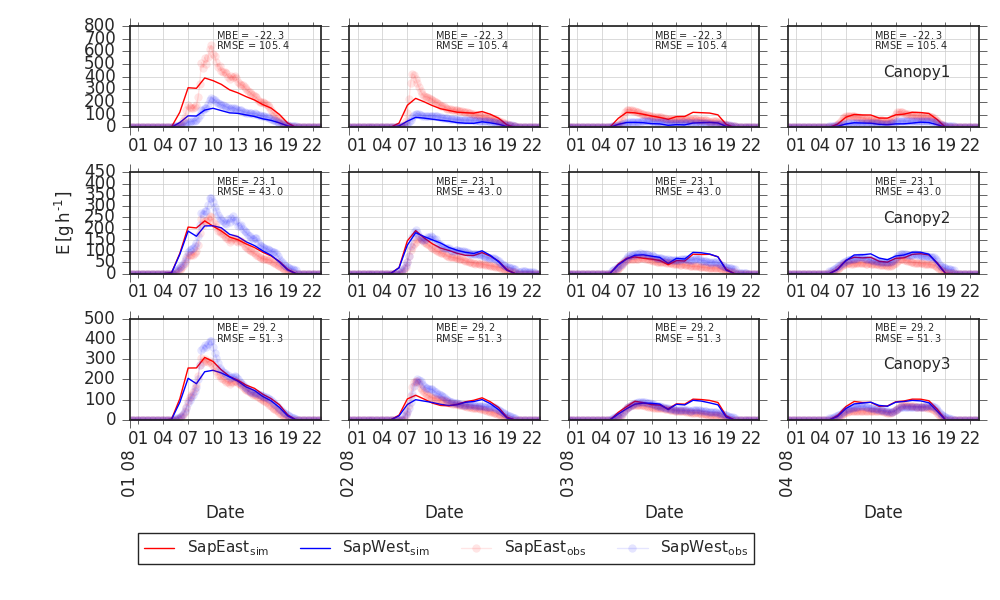 800
700
600
500
400
300
200
100
0
MBE = -22.3
RMSE = 105.4
MBE = -22.3
RMSE = 105.4
MBE = -22.3
RMSE = 105.4
MBE = -22.3
RMSE = 105.4
Canopy1
01 04 07 10 13 16 19 22
01 04 07 10 13 16 19 22
01 04 07 10 13 16 19 22
01 04 07 10 13 16 19 22
E [g h⁻¹]
450
400
350
300
250
200
150
100
50
0
MBE = 23.1
RMSE = 43.0
MBE = 23.1
RMSE = 43.0
MBE = 23.1
RMSE = 43.0
MBE = 23.1
RMSE = 43.0
Canopy2
01 04 07 10 13 16 19 22
01 04 07 10 13 16 19 22
01 04 07 10 13 16 19 22
01 04 07 10 13 16 19 22
500
400
300
200
100
0
MBE = 29.2
RMSE = 51.3
MBE = 29.2
RMSE = 51.3
MBE = 29.2
RMSE = 51.3
MBE = 29.2
RMSE = 51.3
Canopy3
01 04 07 10 13 16 19 22
01 04 07 10 13 16 19 22
01 04 07 10 13 16 19 22
01 04 07 10 13 16 19 22
01 08
02 08
03 08
04 08
Date
Date
Date
Date
SapEast_sim SapWest_sim SapEast_obs SapWest_obs